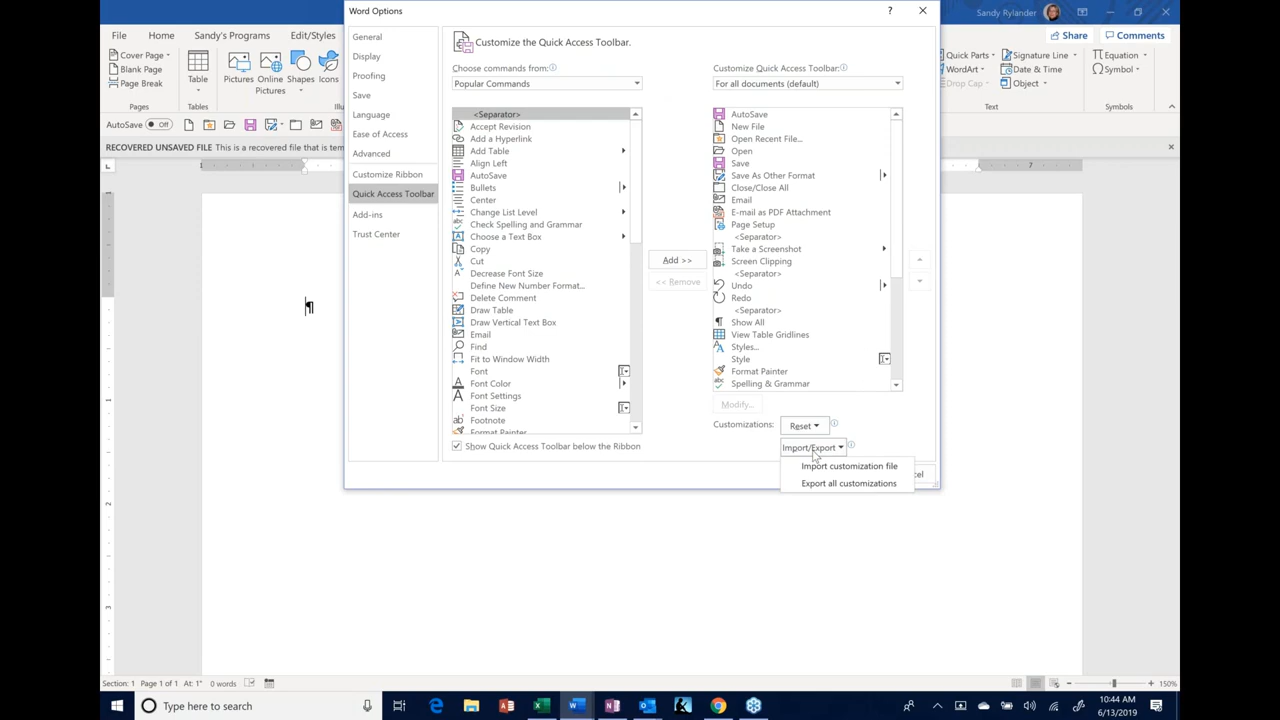 Word Options
Sandy Rylander
File Home Sandy's Programs Edit/Styles
Share Comments
Cover Page
Blank Page
Page Break
Pages
Table
Tables
Pictures Online Pictures Shapes Icons
Quick Parts
WordArt
Drop Cap
Signature Line
Date & Time
Object
Text
Equation
Symbol
Symbols
AutoSave Off
RECOVERED UNSAVED FILE This is a recovered file that is tem
General
Display
Proofing
Save
Language
Ease of Access
Advanced
Customize Ribbon
Quick Access Toolbar
Add-ins
Trust Center
Customize the Quick Access Toolbar.
Choose commands from:
Popular Commands
<Separator>
Accept Revision
Add a Hyperlink
Add Table
Align Left
AutoSave
Bullets
Center
Change List Level
Check Spelling and Grammar
Choose a Text Box
Copy
Cut
Decrease Font Size
Define New Number Format...
Delete Comment
Draw Table
Draw Vertical Text Box
Email
Find
Fit to Window Width
Font
Font Color
Font Settings
Font Size
Footnote
Format Painter
Show Quick Access Toolbar below the Ribbon
Add >>
<< Remove
Customize Quick Access Toolbar:
For all documents (default)
AutoSave
New File
Open Recent File...
Open
Save
Save As Other Format
Close/Close All
Email
E-mail as PDF Attachment
Page Setup
<Separator>
Take a Screenshot
Screen Clipping
<Separator>
Undo
Redo
<Separator>
Show All
View Table Gridlines
Styles...
Style
Format Painter
Spelling & Grammar
Modify...
Customizations: Reset
Import/Export
Import customization file
Export all customizations
cel
1
7
¶
1
2
3
Section: 1 Page 1 of 1 At: 1" 0 words
150%
Type here to search
10:44 AM
6/13/2019